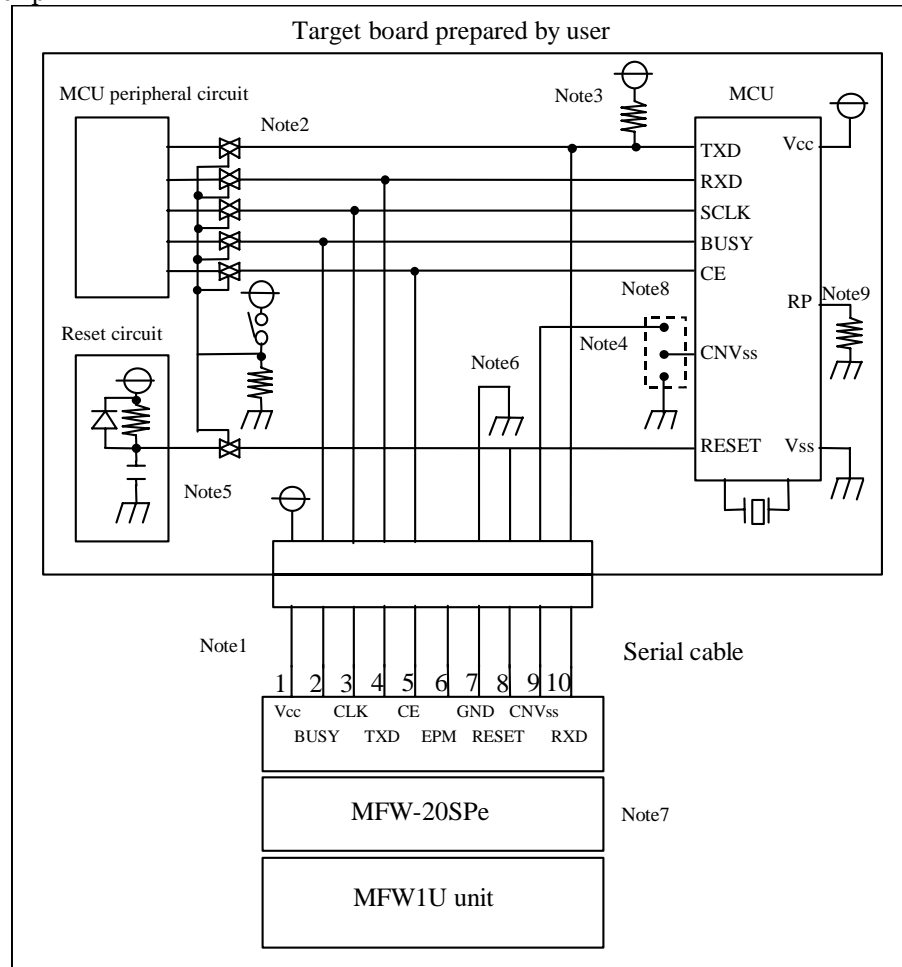 Target board prepared by user
MCU peripheral circuit
Note2
Note3
MCU
TXD
Vcc
RXD
SCLK
BUSY
CE
Note8
RP
Note9
Reset circuit
Note4
CNVss
Note6
RESET
Vss
Note5
Note1
Serial cable
1 2 3 4 5 6 7 8 9 10
Vcc CLK CE GND CNVss
BUSY TXD EPM RESET RXD
MFW-20SPe
Note7
MFW1U unit